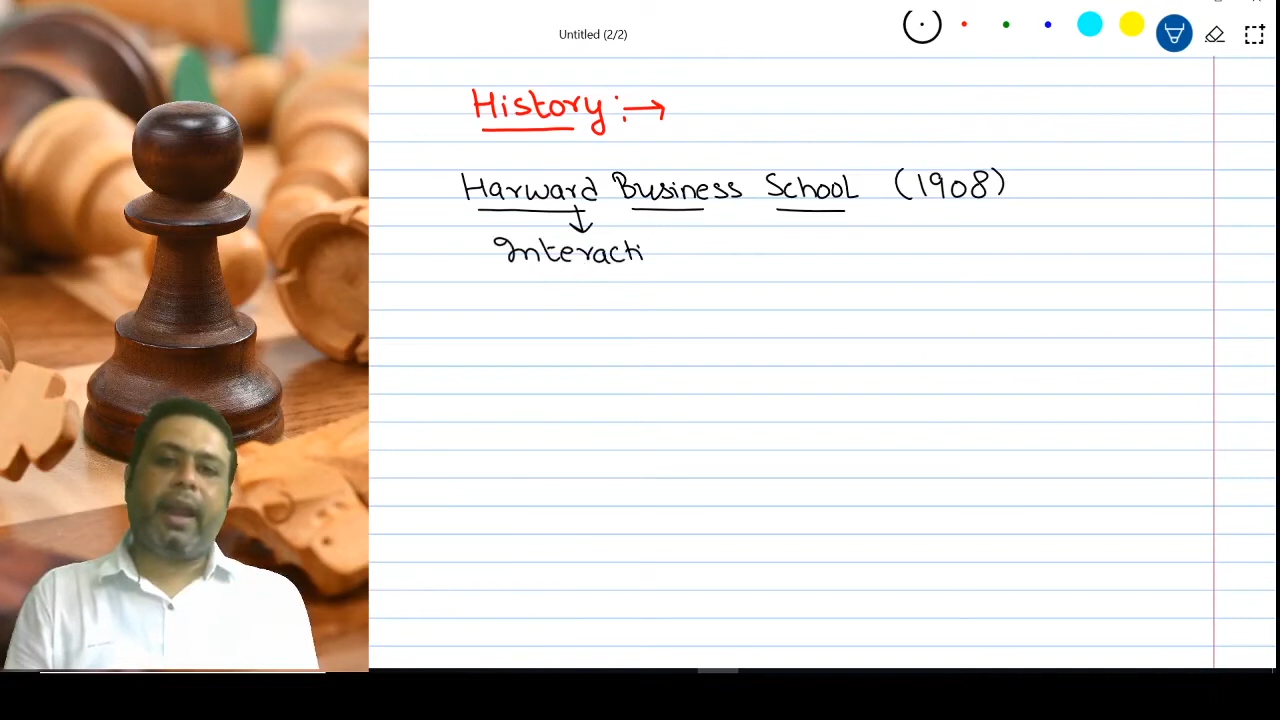 Untitled (2/2)
History :→
Harward Business School (1908)
↓
Interacti